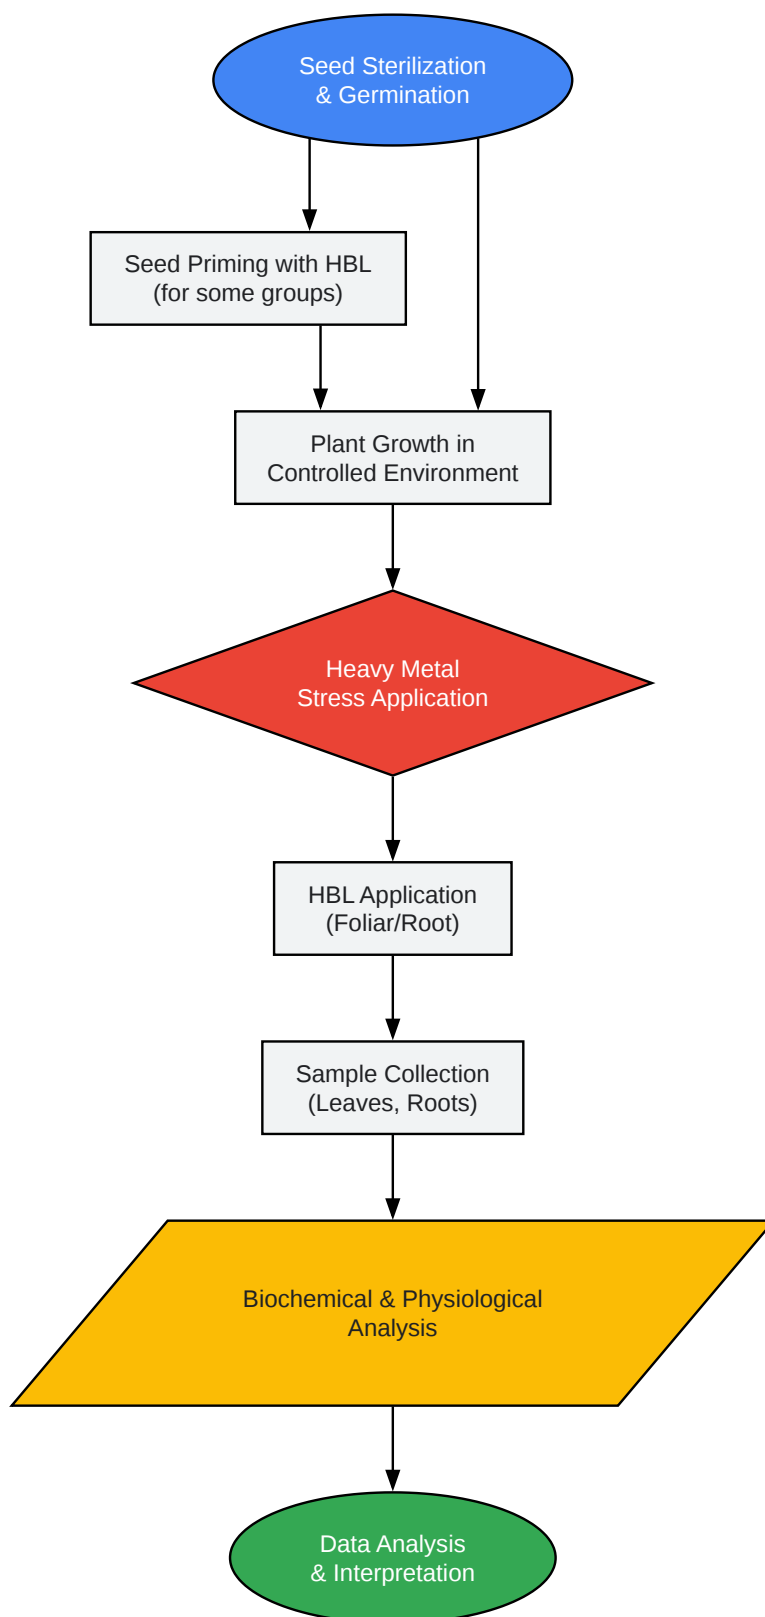 Seed Sterilization
& Germination
Seed Priming with HBL
(for some groups)
Plant Growth in
Controlled Environment
Heavy Metal
Stress Application
HBL Application
(Foliar/Root)
Sample Collection
(Leaves, Roots)
Biochemical & Physiological
Analysis
Data Analysis
& Interpretation